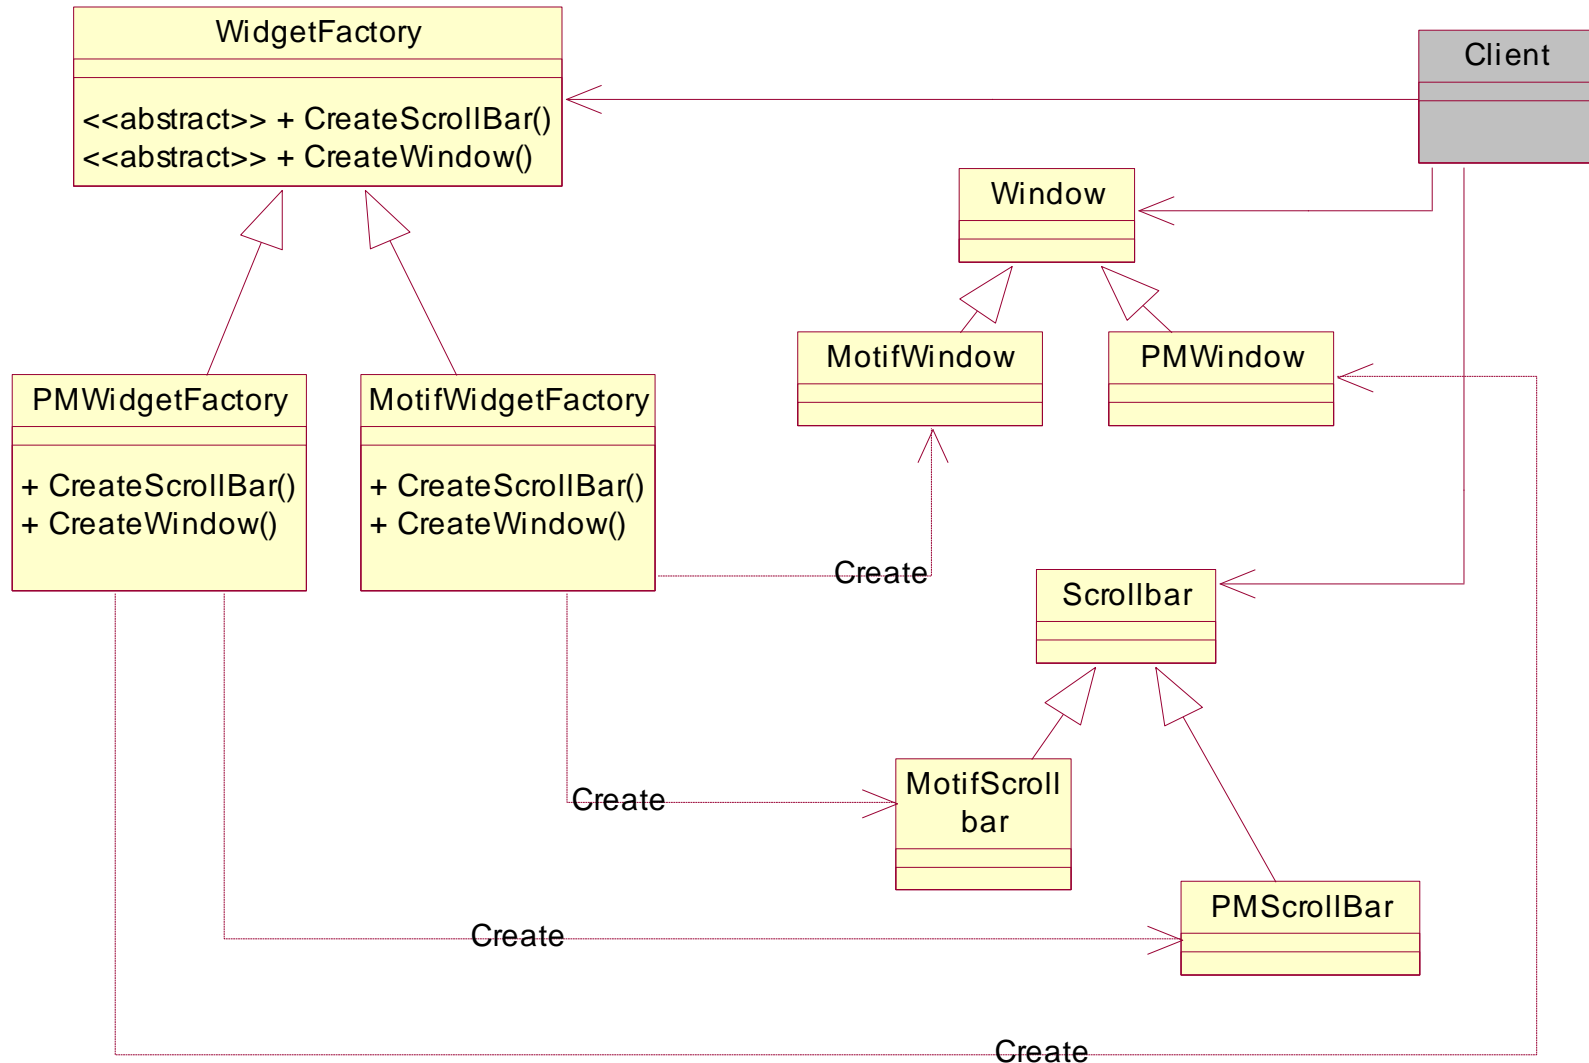 WidgetFactory
<<abstract>> + CreateScrollBar()
<<abstract>> + CreateWindow()
Client
Window
MotifWindow
PMWindow
PMWidgetFactory
+ CreateScrollBar()
+ CreateWindow()
MotifWidgetFactory
+ CreateScrollBar()
+ CreateWindow()
Create
Scrollbar
Create
MotifScroll
bar
PMScrollBar
Create
Create